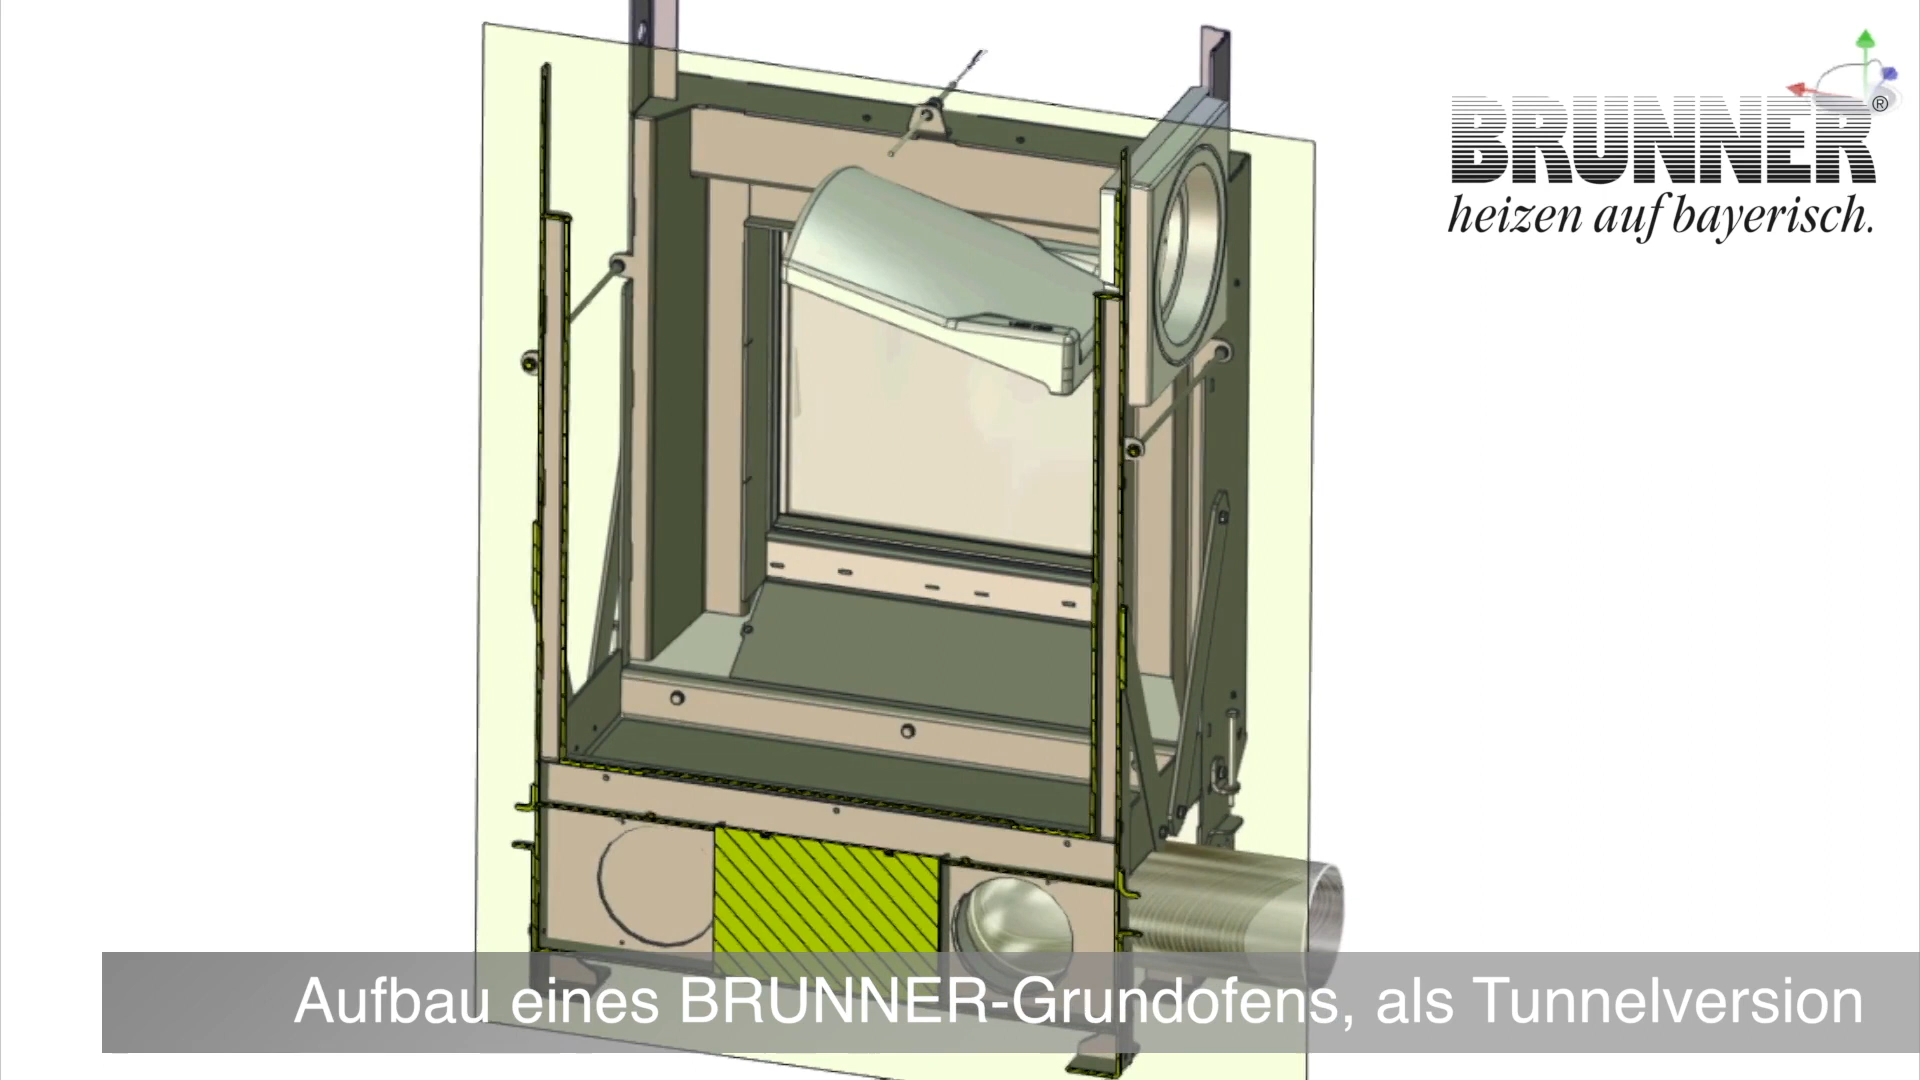 BRUNNER®
heizen auf bayerisch.
Aufbau eines BRUNNER-Grundofens, als Tunnelversion